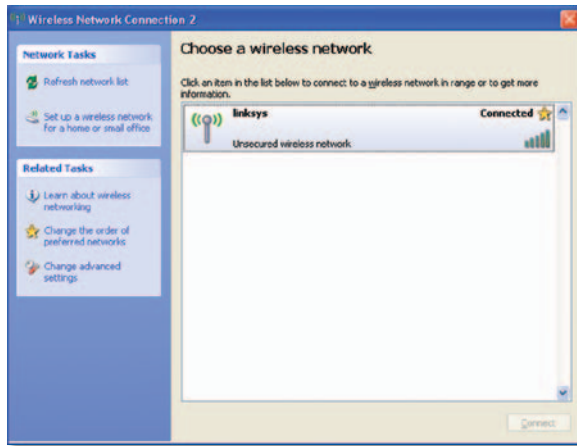 Wireless Network Connection 2
Network Tasks
Refresh network list
Set up a wireless network
for a home or small office
Related Tasks
Learn about wireless
networking
Change the order of
preferred networks
Change advanced
settings
Choose a wireless network
Click an item in the list below to connect to a wireless network in range or to get more
information.
linksys
Connected
Unsecured wireless network
Connect